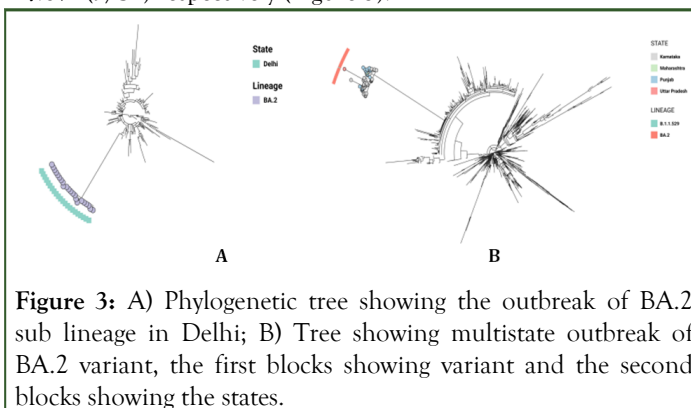 State
Delhi
Lineage
BA.2
A
STATE
Karnataka
Maharashtra
Punjab
Uttar Pradesh
LINEAGE
B.1.1.529
BA.2
B
Figure 3: A) Phylogenetic tree showing the outbreak of BA.2
sub lineage in Delhi; B) Tree showing multistate outbreak of
BA.2 variant, the first blocks showing variant and the second
blocks showing the states.